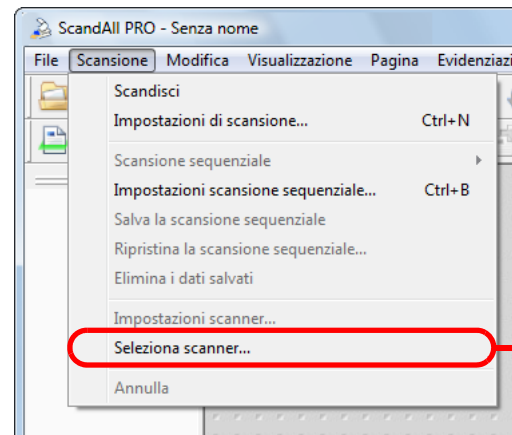 ScandAll PRO - Senza nome
File Scansione Modifica Visualizzazione Pagina Evidenziazi
Scandisci
Impostazioni di scansione... Ctrl+N
Scansione sequenziale
Impostazioni scansione sequenziale... Ctrl+B
Salva la scansione sequenziale
Ripristina la scansione sequenziale...
Elimina i dati salvati
Impostazioni scanner...
Seleziona scanner...
Annulla